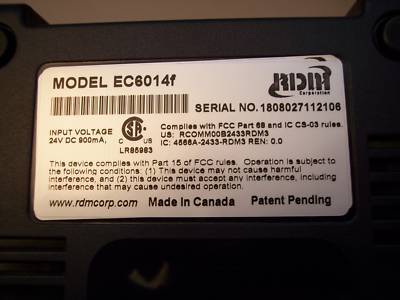 MODEL EC6014f
RDM
Corporation
SERIAL NO. 1808027112106
INPUT VOLTAGE
24V DC 900mA,
LR85983
Complies with FCC Part 68 and IC CS-03 rules.
US: RCOMM00B2433RDM3
IC: 4566A-2433-RDM3 REN: 0.0
This device complies with Part 15 of FCC rules. Operation is subject to
the following conditions: (1) This device may not cause harmful
interference, and (2) this device must accept any interference
that may cause undesired operation.
www.rdmcorp.com
Made In Canada
Patent Pending